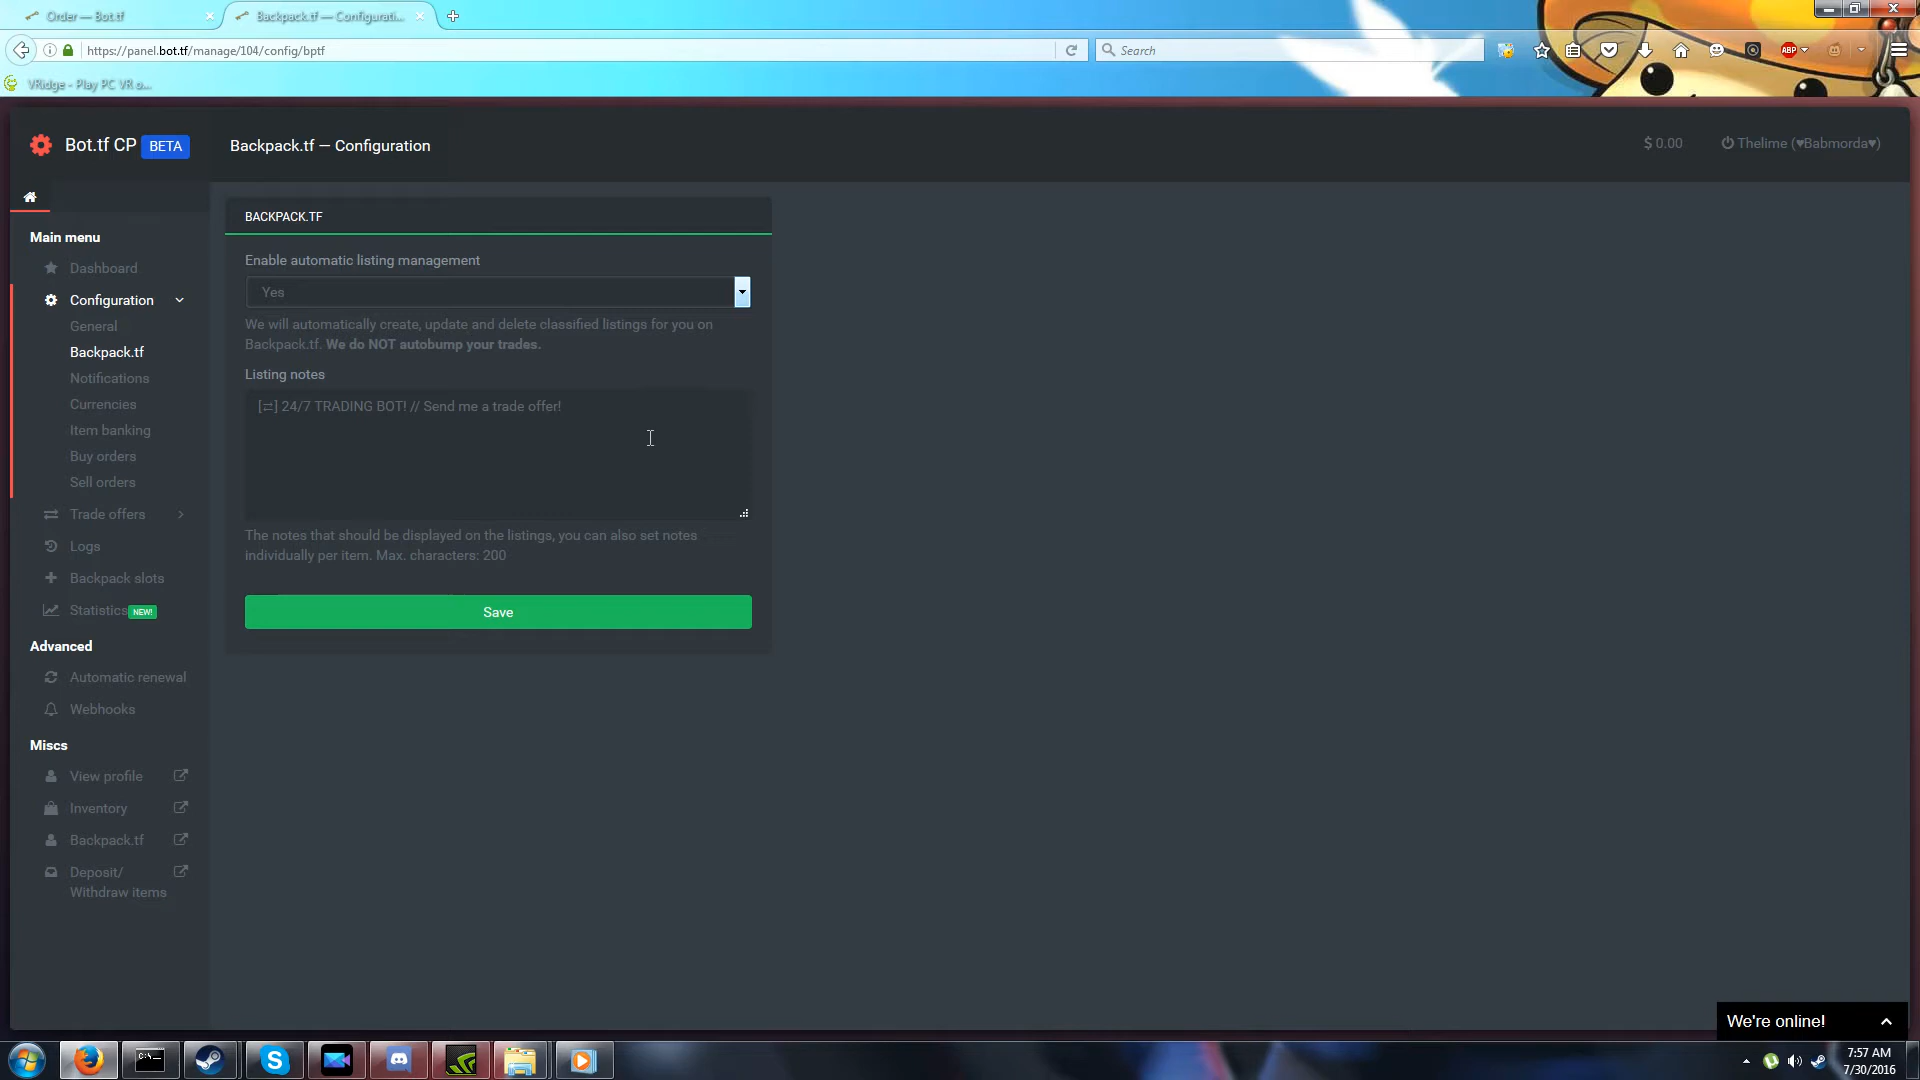 Order — Bot.tf
Backpack.tf — Configurati...
https://panel.bot.tf/manage/104/config/bptf
Search
ABP
VRidge - Play PC VR o...
Bot.tf CP BETA
Backpack.tf — Configuration
$ 0.00
Thelime (♥Babmorda♥)
Main menu
Dashboard
Configuration
General
Backpack.tf
Notifications
Currencies
Item banking
Buy orders
Sell orders
Trade offers
Logs
Backpack slots
Statistics NEW!
Advanced
Automatic renewal
Webhooks
Miscs
View profile
Inventory
Backpack.tf
Deposit/
Withdraw items
BACKPACK.TF
Enable automatic listing management
Yes
We will automatically create, update and delete classified listings for you on
Backpack.tf. We do NOT autobump your trades.
Listing notes
[⇄] 24/7 TRADING BOT! // Send me a trade offer!
The notes that should be displayed on the listings, you can also set notes
individually per item. Max. characters: 200
Save
We're online!
C:\
7:57 AM
7/30/2016